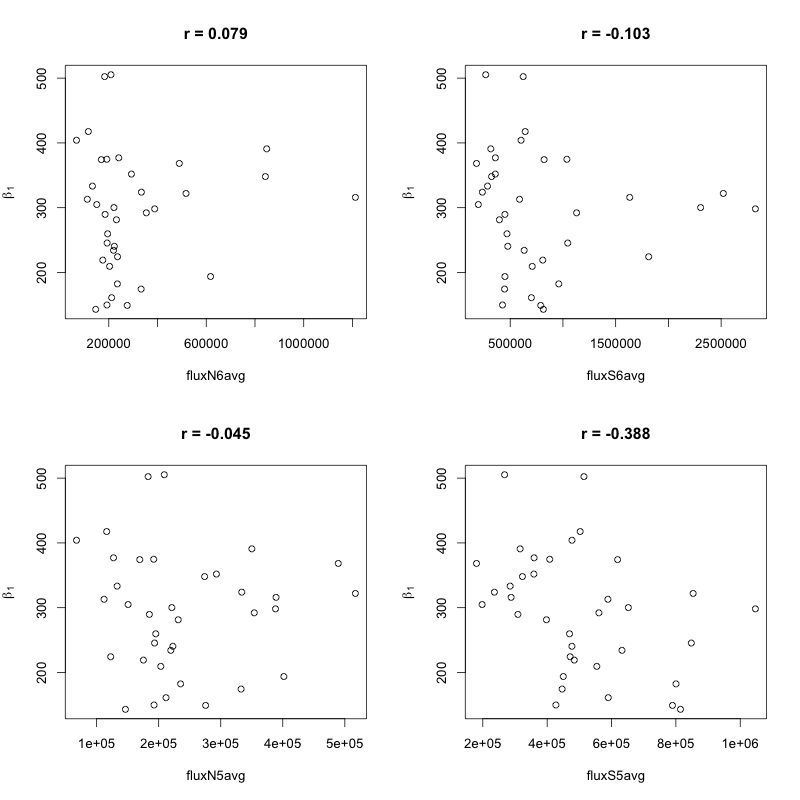 r = 0.079
500
400
300
200
β1
200000 600000 1000000
fluxN6avg
r = -0.103
500
400
300
200
β1
500000 1500000 2500000
fluxS6avg
r = -0.045
500
400
300
200
β1
1e+05 2e+05 3e+05 4e+05 5e+05
fluxN5avg
r = -0.388
500
400
300
200
β1
2e+05 4e+05 6e+05 8e+05 1e+06
fluxS5avg